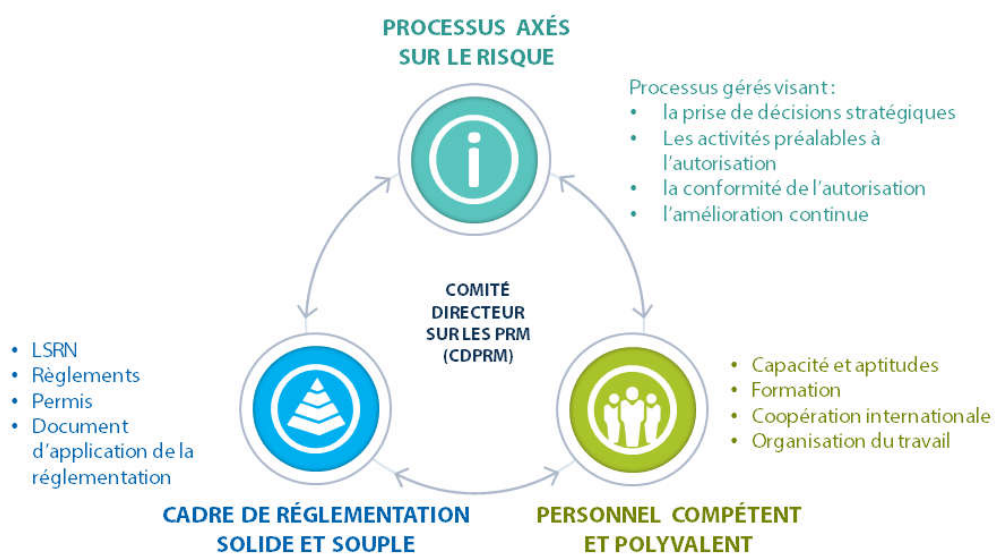 PROCESSUS AXÉS
SUR LE RISQUE
Processus gérés visant :
• la prise de décisions stratégiques
• Les activités préalables à
l'autorisation
• la conformité de l'autorisation
• l'amélioration continue
COMITÉ
DIRECTEUR
SUR LES PRM
(CDPRM)
• LSRN
• Règlements
• Permis
• Document
d'application de la
réglementation
• Capacité et aptitudes
• Formation
• Coopération internationale
• Organisation du travail
CADRE DE RÉGLEMENTATION
SOLIDE ET SOUPLE
PERSONNEL COMPÉTENT
ET POLYVALENT